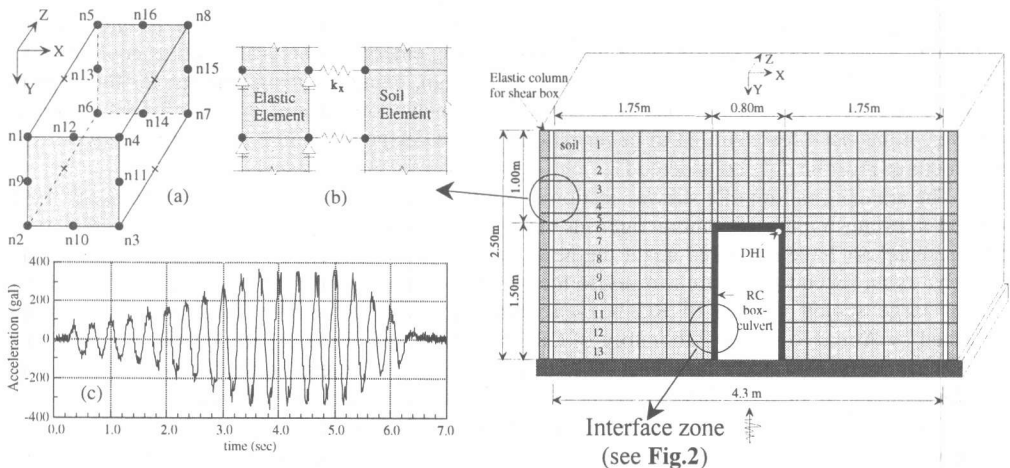 (a)
Z
X
Y
n5
n16
n8
n13
n15
n6
n14
n7
n1
n12
n4
n11
n9
n2
n10
n3
(b)
kx
Elastic
Element
Soil
Element
Acceleration (gal)
400
200
0
-200
-400
(c)
0.0
1.0
2.0
3.0
4.0
5.0
6.0
7.0
time (sec)
Z
X
Y
Elastic column
for shear box
1.75m
0.80m
1.75m
2.50m
1.00m
1.50m
soil
1
2
3
4
5
6
7
8
9
10
11
12
13
DH1
RC
box-
culvert
4.3 m
Interface zone
(see Fig.2)